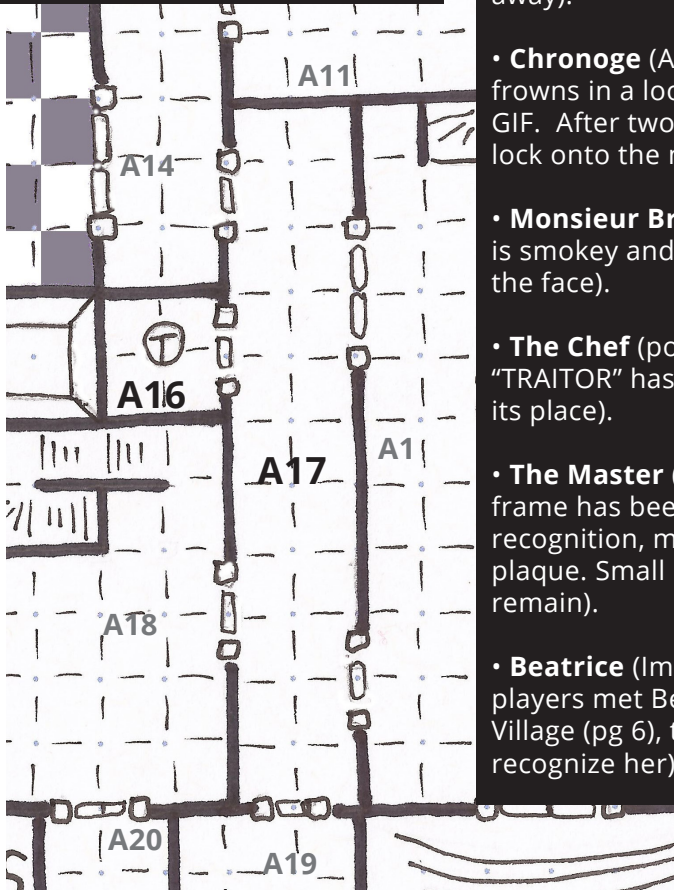 A11
A14
T
A16
A17
A1
A18
A20
A19
away).
• Chronoge (A
frowns in a loo
GIF. After two
lock onto the
• Monsieur Br
is smokey and
the face).
• The Chef (po
“TRAITOR” has
its place).
• The Master (
frame has bee
recognition, m
plaque. Small
remain).
• Beatrice (Im
players met Be
Village (pg 6), t
recognize her)